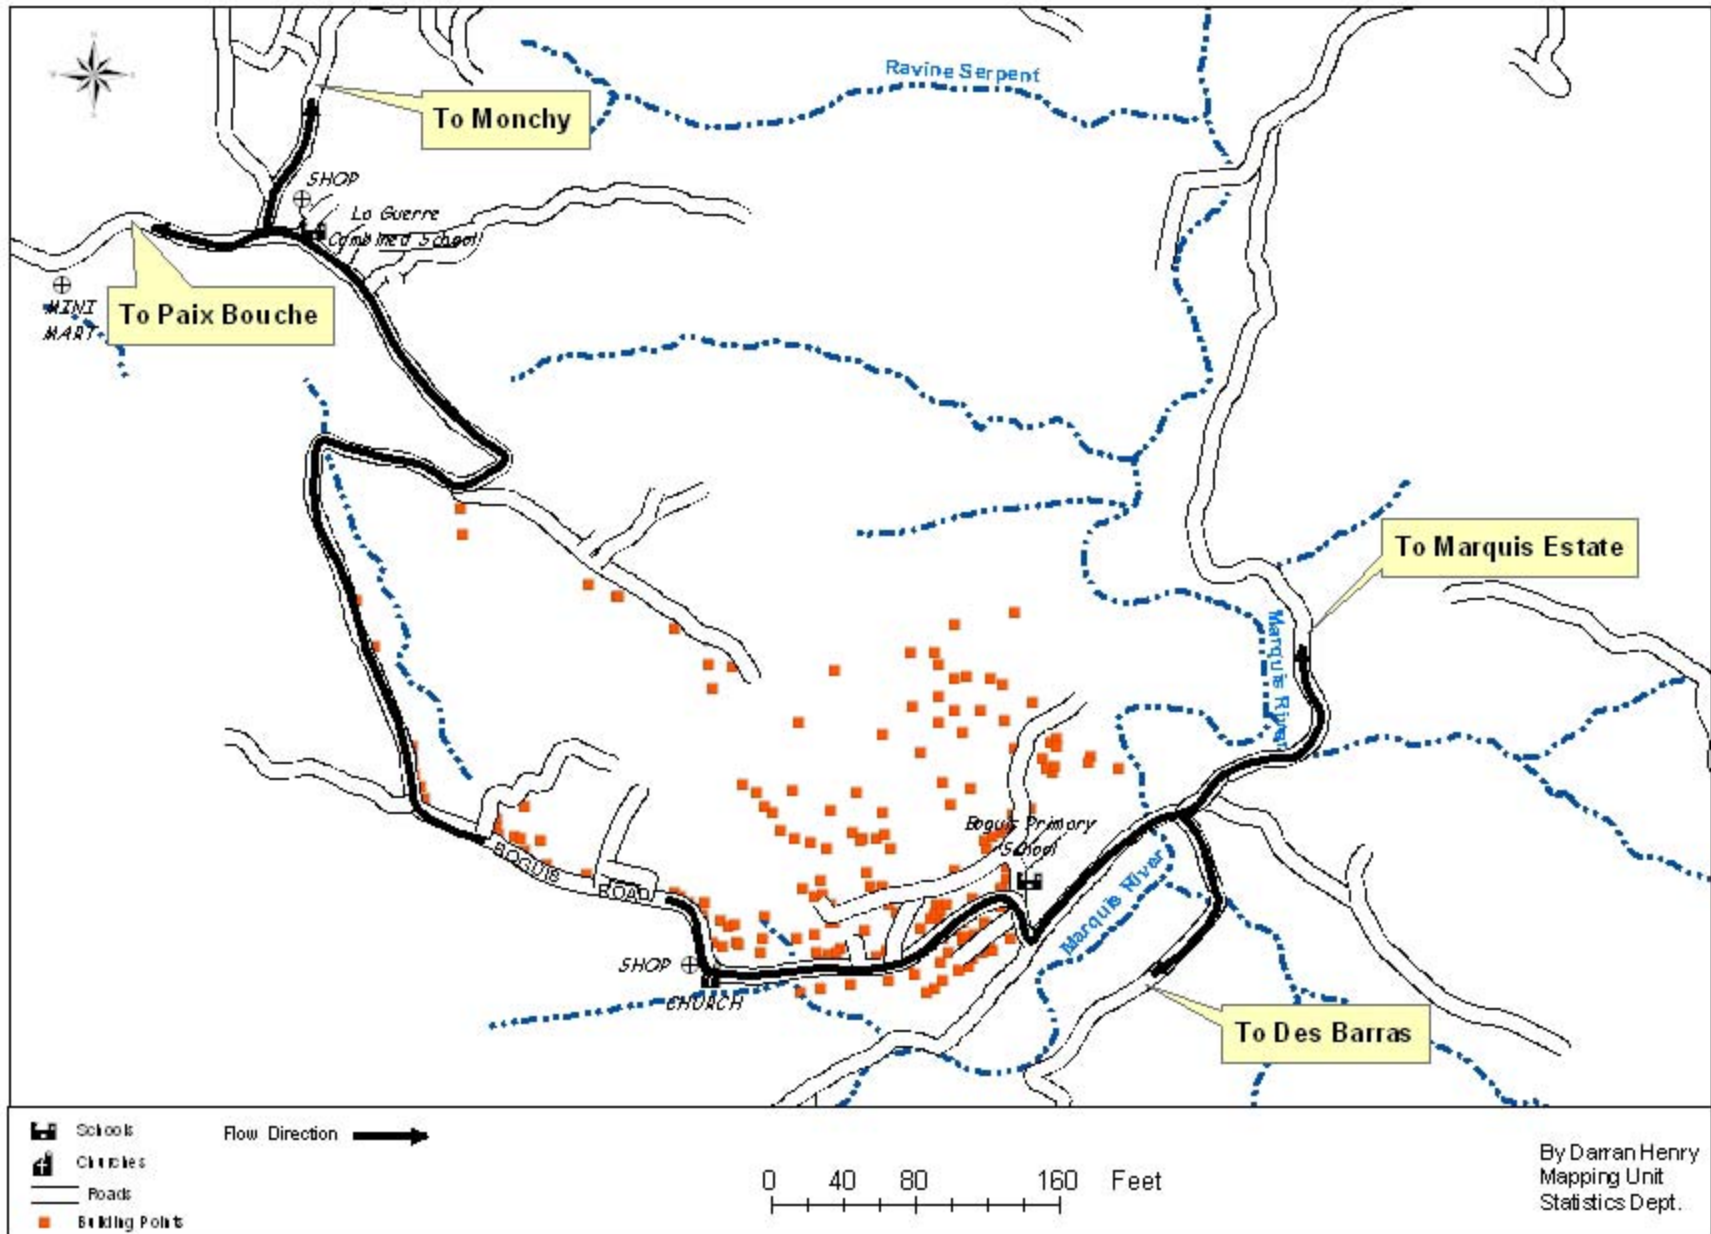 Ravine Serpent
To Monchy
SHOP
La Guerre
Combined School
To Paix Bouche
MINI
MART
To Marquis Estate
Marquis River
Boguis Primary
School
BOGUIS ROAD
Marquis River
SHOP
CHURCH
To Des Barras
Schools
Flow Direction
Churches
Roads
Building Points
0 40 80 160 Feet
By Darran Henry
Mapping Unit
Statistics Dept.